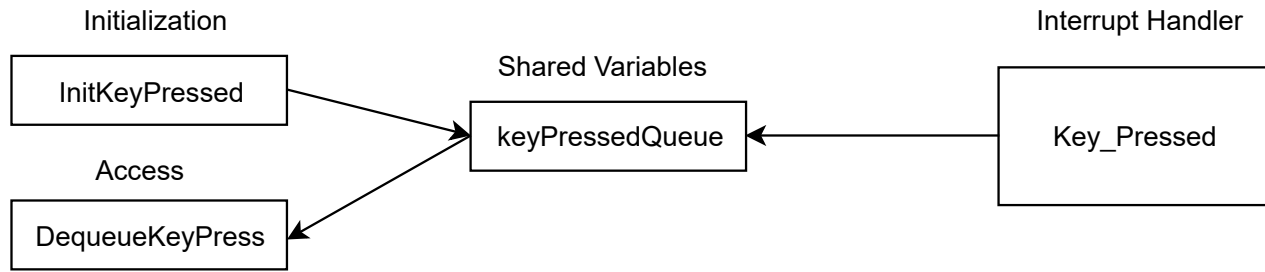 Initialization
InitKeyPressed
Access
DequeueKeyPress
Shared Variables
keyPressedQueue
Interrupt Handler
Key_Pressed